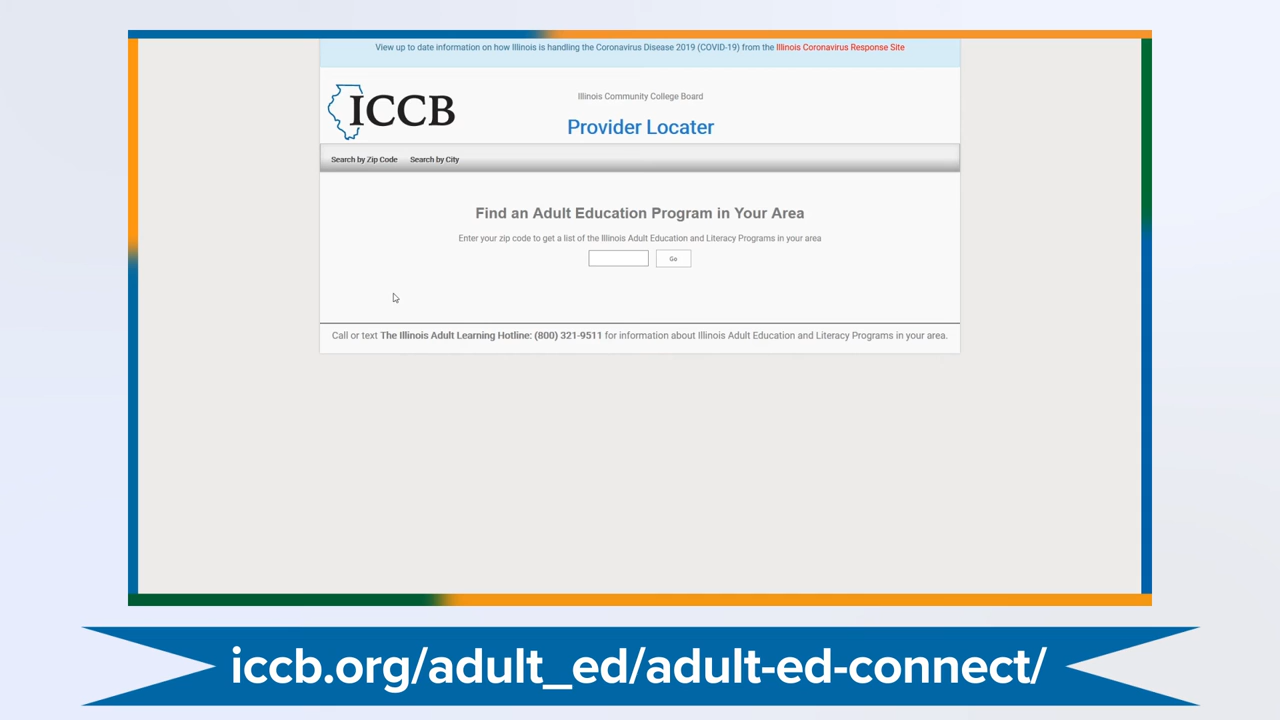 View up to date information on how Illinois is handling the Coronavirus Disease 2019 (COVID-19) from the Illinois Coronavirus Response Site
ICCB
Illinois Community College Board
Provider Locater
Search by Zip Code Search by City
Find an Adult Education Program in Your Area
Enter your zip code to get a list of the Illinois Adult Education and Literacy Programs in your area
Go
Call or text The Illinois Adult Learning Hotline: (800) 321-9511 for information about Illinois Adult Education and Literacy Programs in your area.
iccb.org/adult_ed/adult-ed-connect/